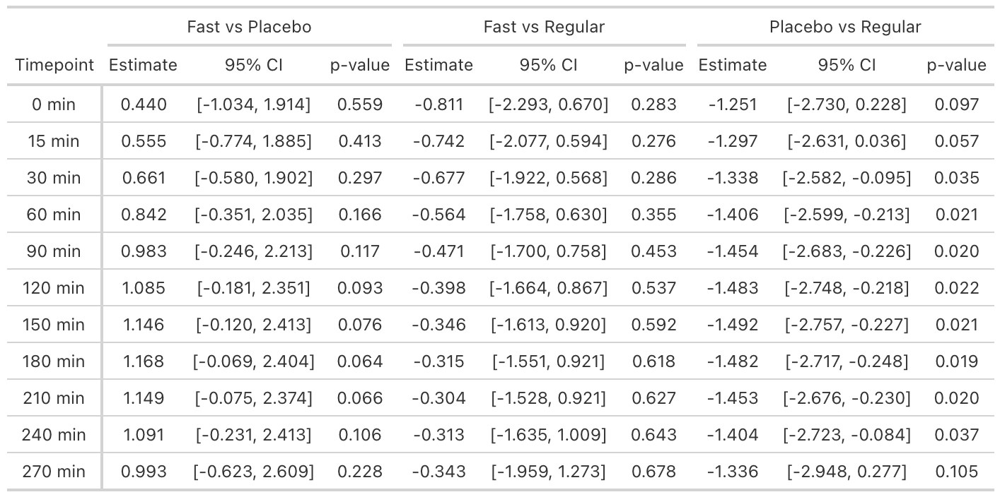 Fast vs Placebo Fast vs Regular Placebo vs Regular
Timepoint Estimate 95% CI p-value Estimate 95% CI p-value Estimate 95% CI p-value
0 min 0.440 [-1.034, 1.914] 0.559 -0.811 [-2.293, 0.670] 0.283 -1.251 [-2.730, 0.228] 0.097
15 min 0.555 [-0.774, 1.885] 0.413 -0.742 [-2.077, 0.594] 0.276 -1.297 [-2.631, 0.036] 0.057
30 min 0.661 [-0.580, 1.902] 0.297 -0.677 [-1.922, 0.568] 0.286 -1.338 [-2.582, -0.095] 0.035
60 min 0.842 [-0.351, 2.035] 0.166 -0.564 [-1.758, 0.630] 0.355 -1.406 [-2.599, -0.213] 0.021
90 min 0.983 [-0.246, 2.213] 0.117 -0.471 [-1.700, 0.758] 0.453 -1.454 [-2.683, -0.226] 0.020
120 min 1.085 [-0.181, 2.351] 0.093 -0.398 [-1.664, 0.867] 0.537 -1.483 [-2.748, -0.218] 0.022
150 min 1.146 [-0.120, 2.413] 0.076 -0.346 [-1.613, 0.920] 0.592 -1.492 [-2.757, -0.227] 0.021
180 min 1.168 [-0.069, 2.404] 0.064 -0.315 [-1.551, 0.921] 0.618 -1.482 [-2.717, -0.248] 0.019
210 min 1.149 [-0.075, 2.374] 0.066 -0.304 [-1.528, 0.921] 0.627 -1.453 [-2.676, -0.230] 0.020
240 min 1.091 [-0.231, 2.413] 0.106 -0.313 [-1.635, 1.009] 0.643 -1.404 [-2.723, -0.084] 0.037
270 min 0.993 [-0.623, 2.609] 0.228 -0.343 [-1.959, 1.273] 0.678 -1.336 [-2.948, 0.277] 0.105